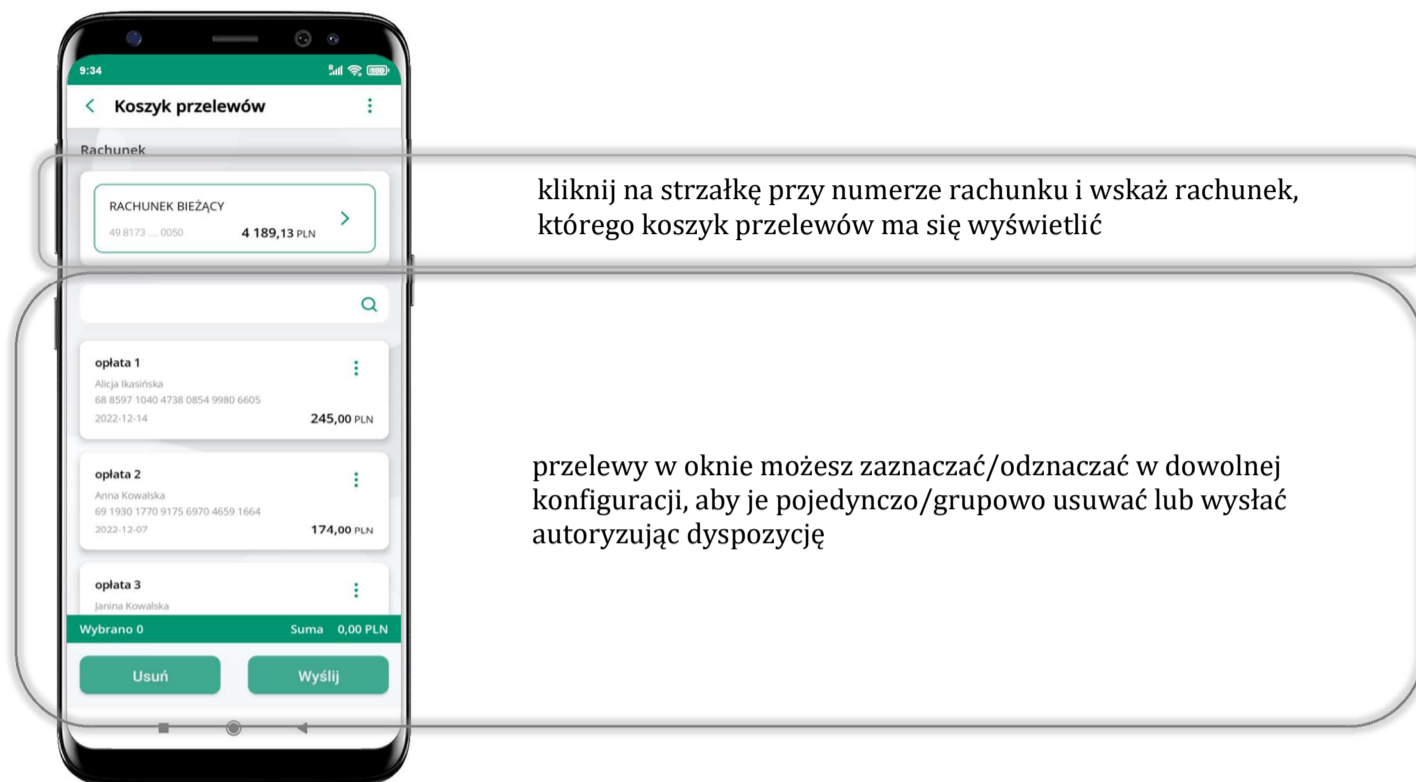 9:34
Koszyk przelewów
Rachunek
RACHUNEK BIEŻĄCY
49 8173 ... 0050 4 189,13 PLN
kliknij na strzałkę przy numerze rachunku i wskaż rachunek,
którego koszyk przelewów ma się wyświetlić
opłata 1
Alicja Ikasińska
68 8597 1040 4738 0854 9980 6605
2022-12-14 245,00 PLN
opłata 2
Anna Kowalska
69 1930 1770 9175 6970 4659 1664
2022-12-07 174,00 PLN
przelewy w oknie możesz zaznaczać/odznaczać w dowolnej
konfiguracji, aby je pojedynczo/grupowo usuwać lub wysłać
autoryzując dyspozycję
opłata 3
Janina Kowalska
Wybrano 0 Suma 0,00 PLN
Usuń Wyślij